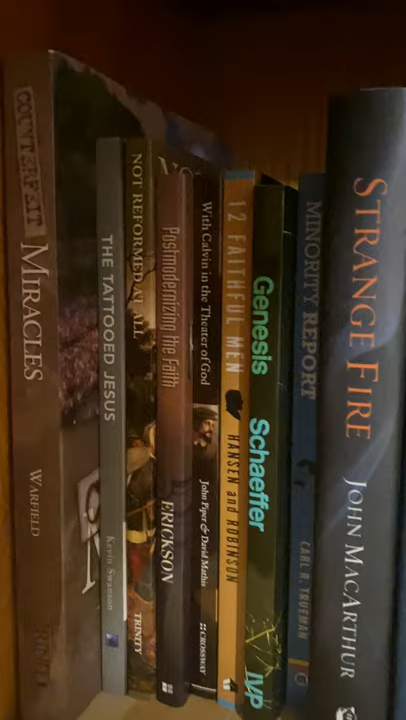 COUNTERFEIT
MIRACLES
WARFIELD
THE TATTOOED JESUS
Kevin Swanson
NOT REFORMED AT ALL
TRINITY
Postmodernizing the Faith
ERICKSON
With Calvin in the Theater of God
John Piper & David Mathis
CROSSWAY
12 FAITHFUL MEN
HANSEN and ROBINSON
Genesis
Schaeffer
IVP
MINORITY REPORT
CARL R. TRUEMAN
STRANGE FIRE
JOHN MACARTHUR